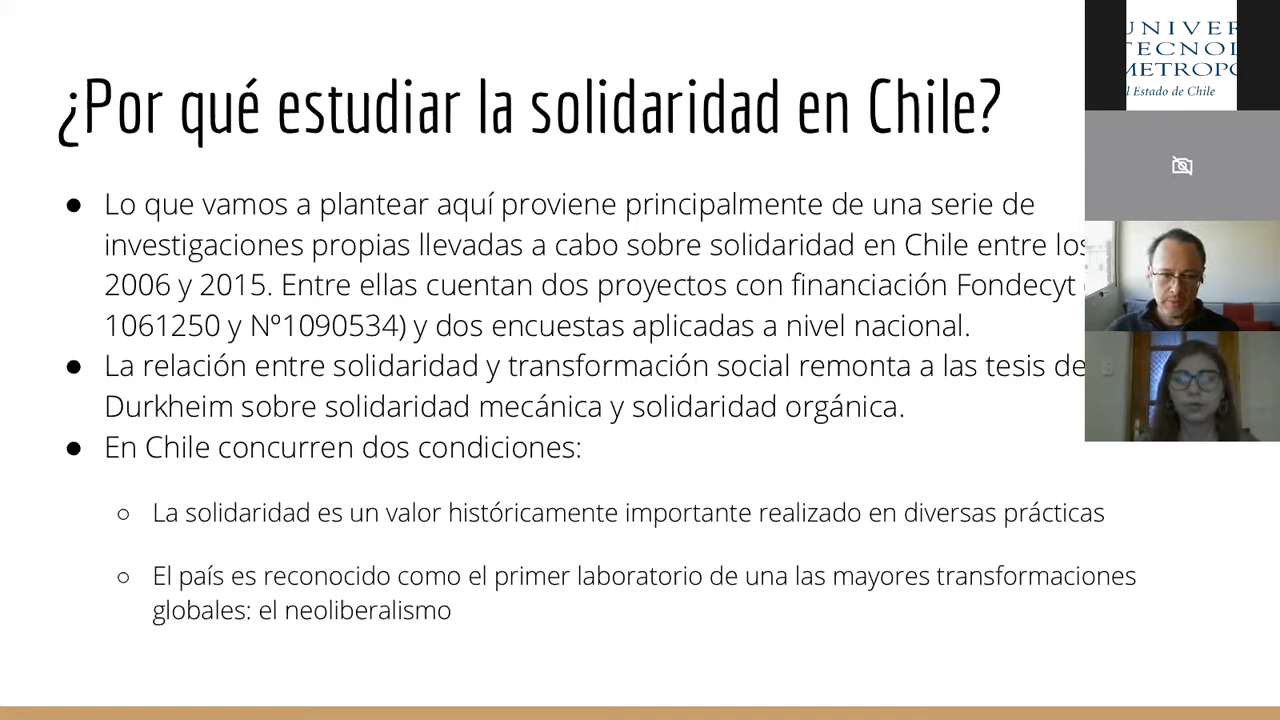 ¿Por qué estudiar la solidaridad en Chile?
● Lo que vamos a plantear aquí proviene principalmente de una serie de
investigaciones propias llevadas a cabo sobre solidaridad en Chile entre los
2006 y 2015. Entre ellas cuentan dos proyectos con financiación Fondecyt
1061250 y Nº1090534) y dos encuestas aplicadas a nivel nacional.
● La relación entre solidaridad y transformación social remonta a las tesis de
Durkheim sobre solidaridad mecánica y solidaridad orgánica.
● En Chile concurren dos condiciones:
○ La solidaridad es un valor históricamente importante realizado en diversas prácticas
○ El país es reconocido como el primer laboratorio de una las mayores transformaciones
globales: el neoliberalismo
UNIVER
TECNOL
METROPO
l Estado de Chile